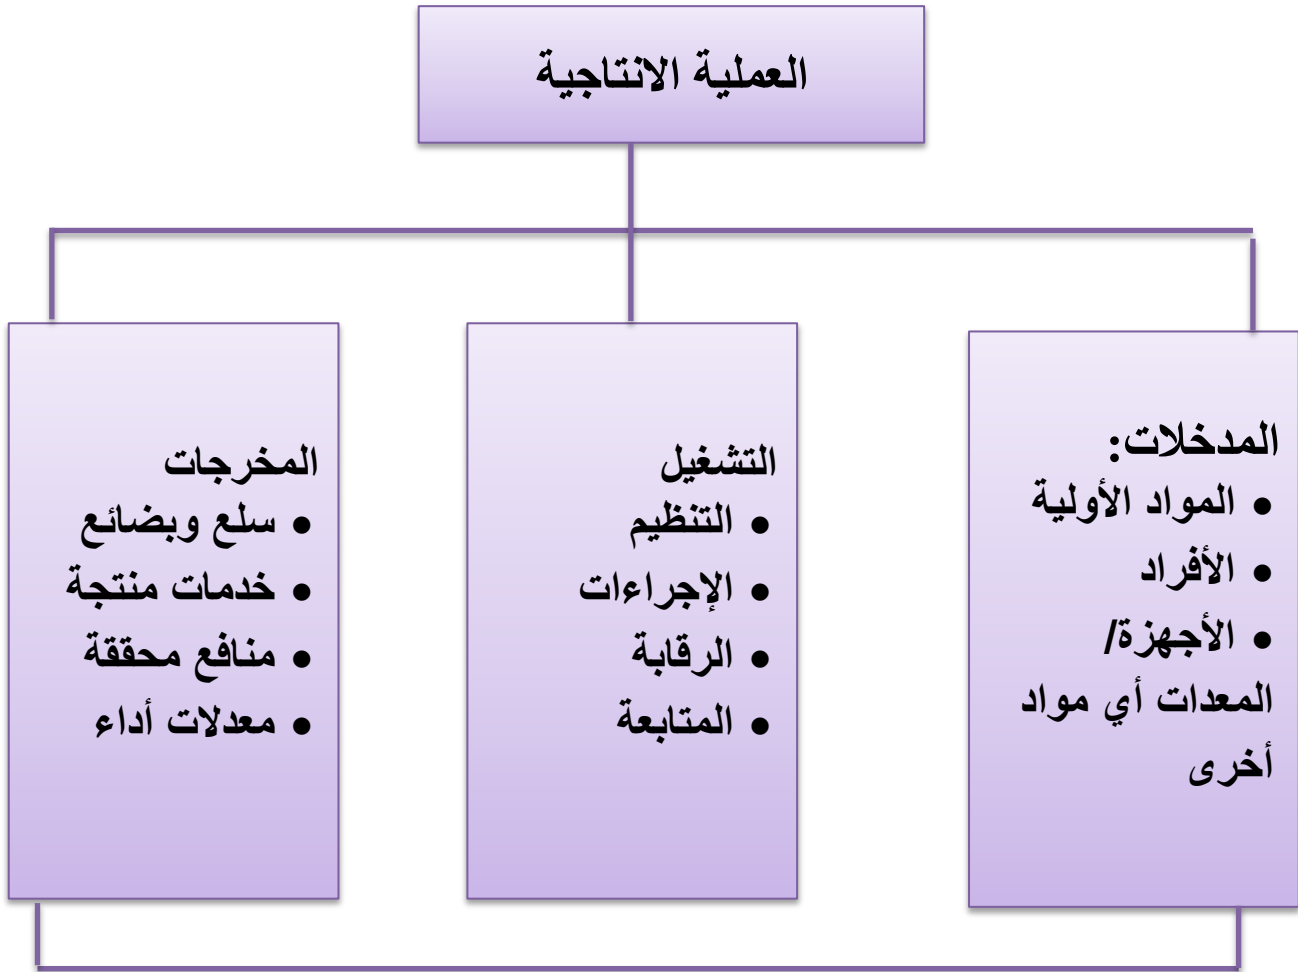 العملية الانتاجية
المدخلات:
• المواد الأولية
• الأفراد
• الأجهزة/
المعدات أي مواد
أخرى
التشغيل
• التنظيم
• الإجراءات
• الرقابة
• المتابعة
المخرجات
• سلع وبضائع
• خدمات منتجة
• منافع محققة
• معدلات أداء